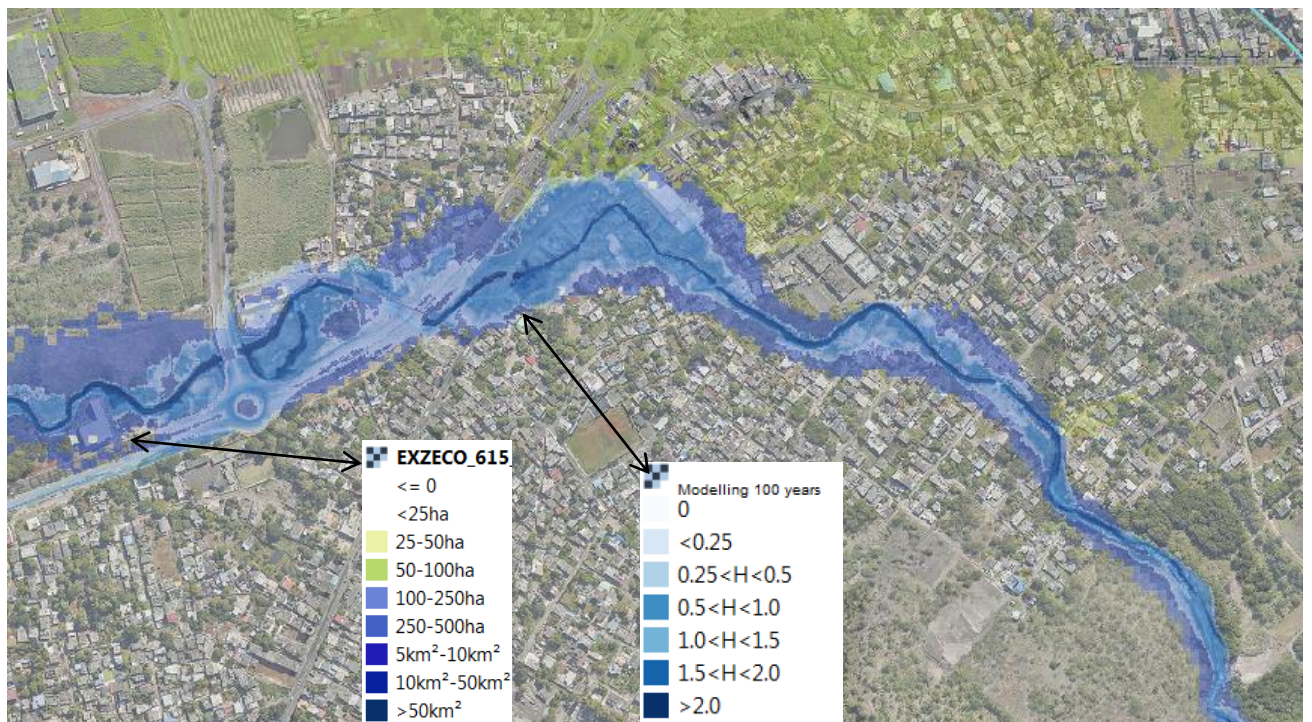 EXZECO_615_
<= 0
<25ha
25-50ha
50-100ha
100-250ha
250-500ha
5km²-10km²
10km²-50km²
>50km²
Modelling 100 years
0
<0.25
0.25<H<0.5
0.5<H<1.0
1.0<H<1.5
1.5<H<2.0
>2.0